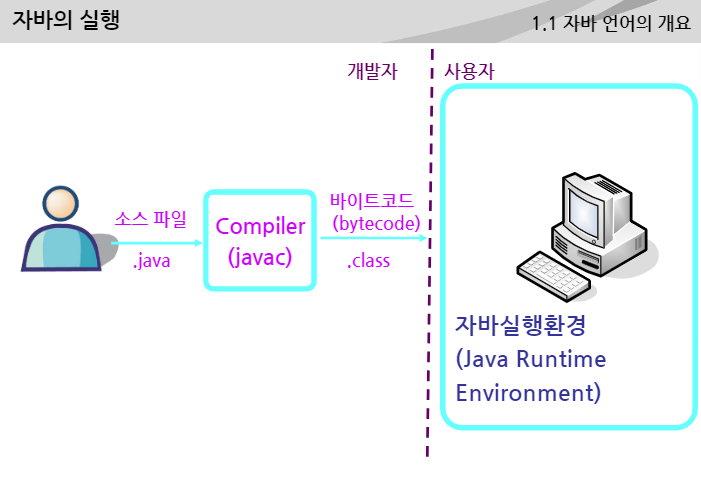 자바의 실행
1.1 자바 언어의 개요
개발자
사용자
소스 파일
.java
Compiler
(javac)
바이트코드
(bytecode)
.class
자바실행환경
(Java Runtime
Environment)